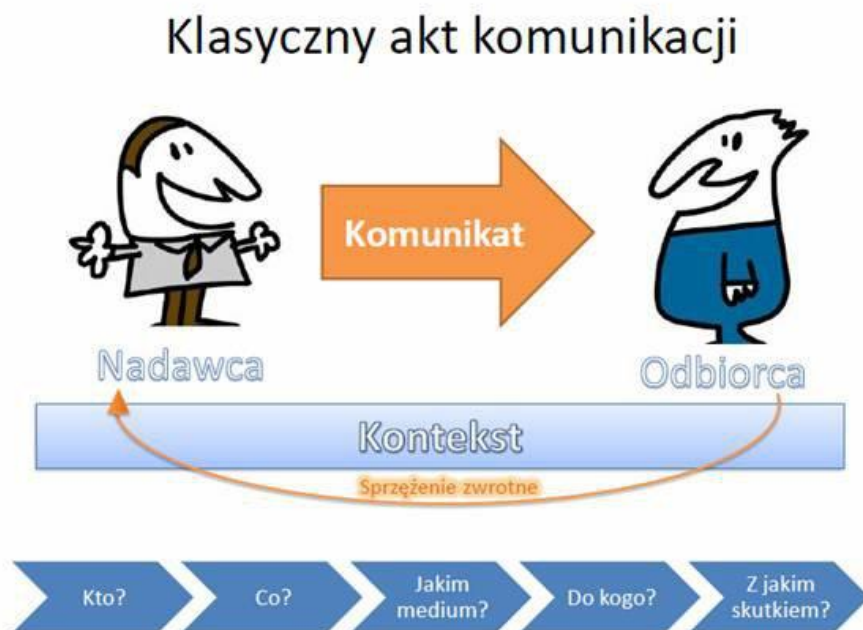 Klasyczny akt komunikacji
Komunikat
Nadawca
Odbiorca
Kontekst
Sprzężenie zwrotne
Kto?
Co?
Jakim
medium?
Do kogo?
Z jakim
skutkiem?